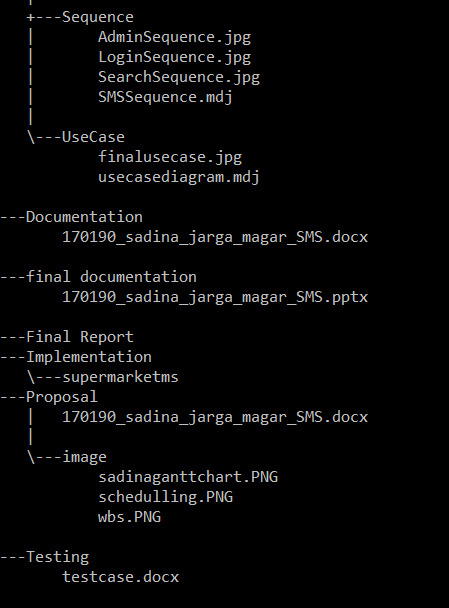 +---Sequence
|       AdminSequence.jpg
|       LoginSequence.jpg
|       SearchSequence.jpg
|       SMSSequence.mdj
|
\---UseCase
        finalusecase.jpg
        usecasediagram.mdj
---Documentation
        170190_sadina_jarga_magar_SMS.docx
---final documentation
        170190_sadina_jarga_magar_SMS.pptx
---Final Report
---Implementation
    \---supermarketms
---Proposal
    |   170190_sadina_jarga_magar_SMS.docx
    |
    \---image
            sadinaganttchart.PNG
            schedulling.PNG
            wbs.PNG
---Testing
        testcase.docx